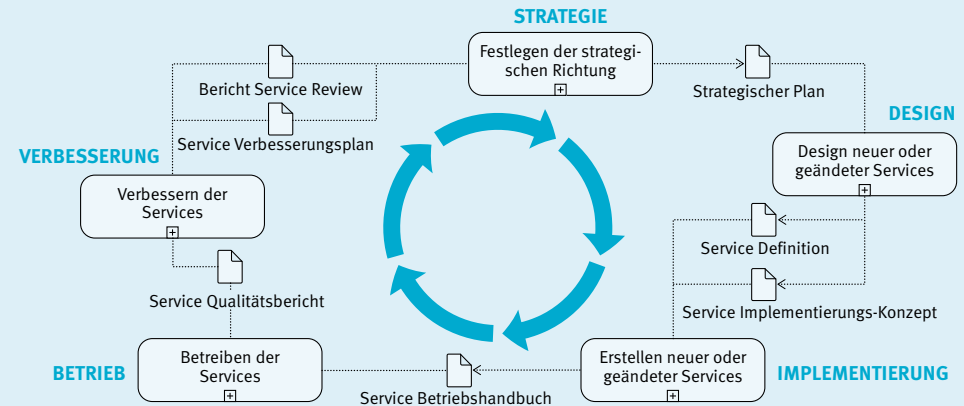 STRATEGIE
Festlegen der strategi-
schen Richtung
Bericht Service Review
Strategischer Plan
Service Verbesserungsplan
DESIGN
VERBESSERUNG
Design neuer oder
geänderter Services
Verbessern der
Services
Service Definition
Service Qualitätsbericht
Service Implementierungs-Konzept
BETRIEB
Betreiben der
Services
Erstellen neuer oder
geänderter Services
IMPLEMENTIERUNG
Service Betriebshandbuch